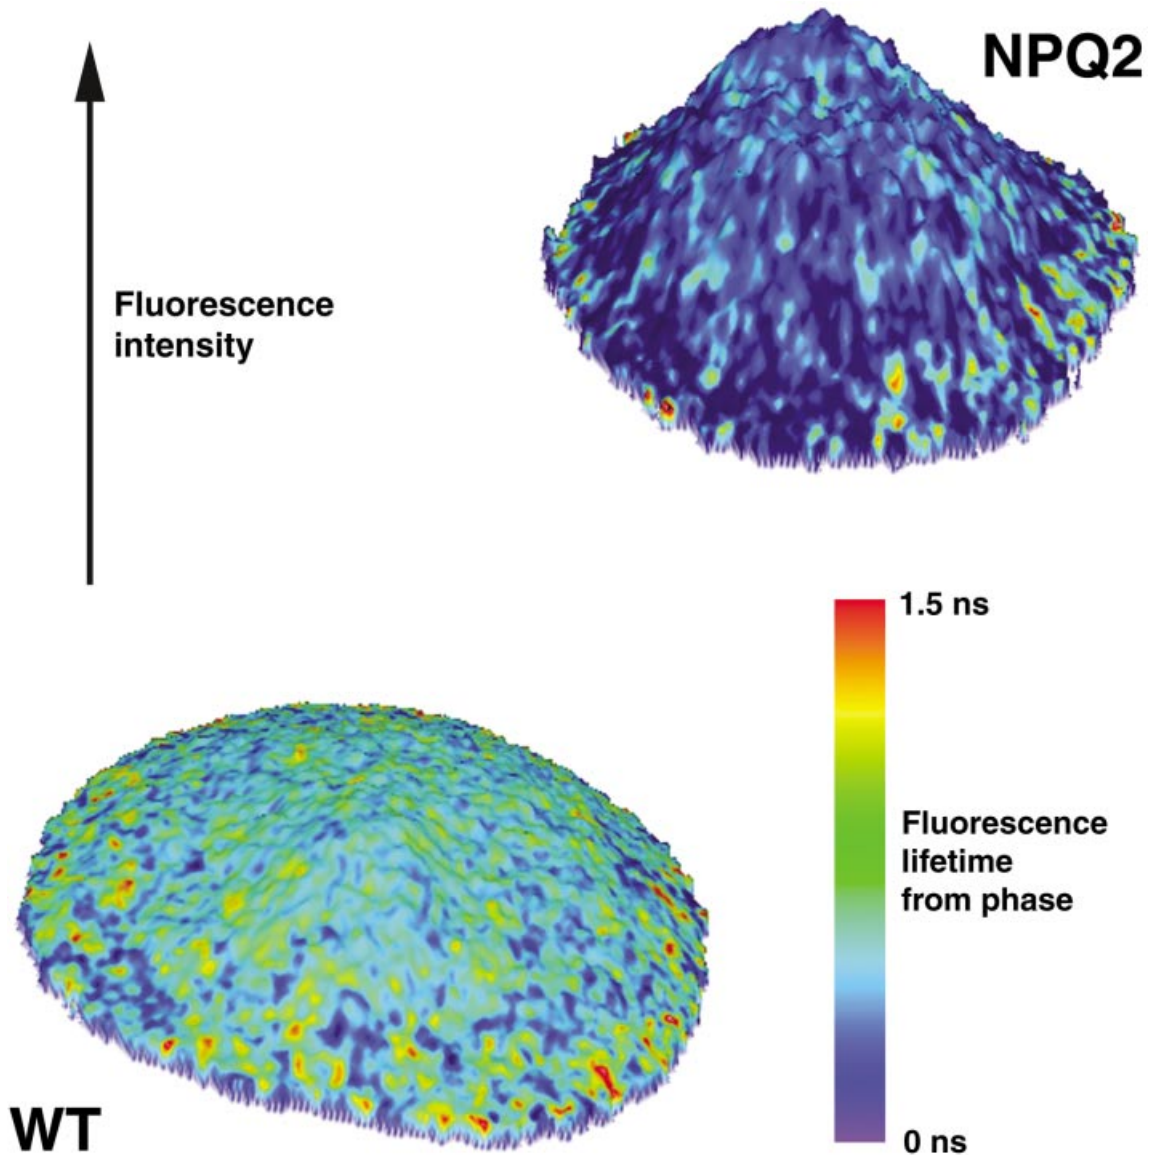 NPQ2
Fluorescence
intensity
1.5 ns
Fluorescence
lifetime
from phase
0 ns
WT